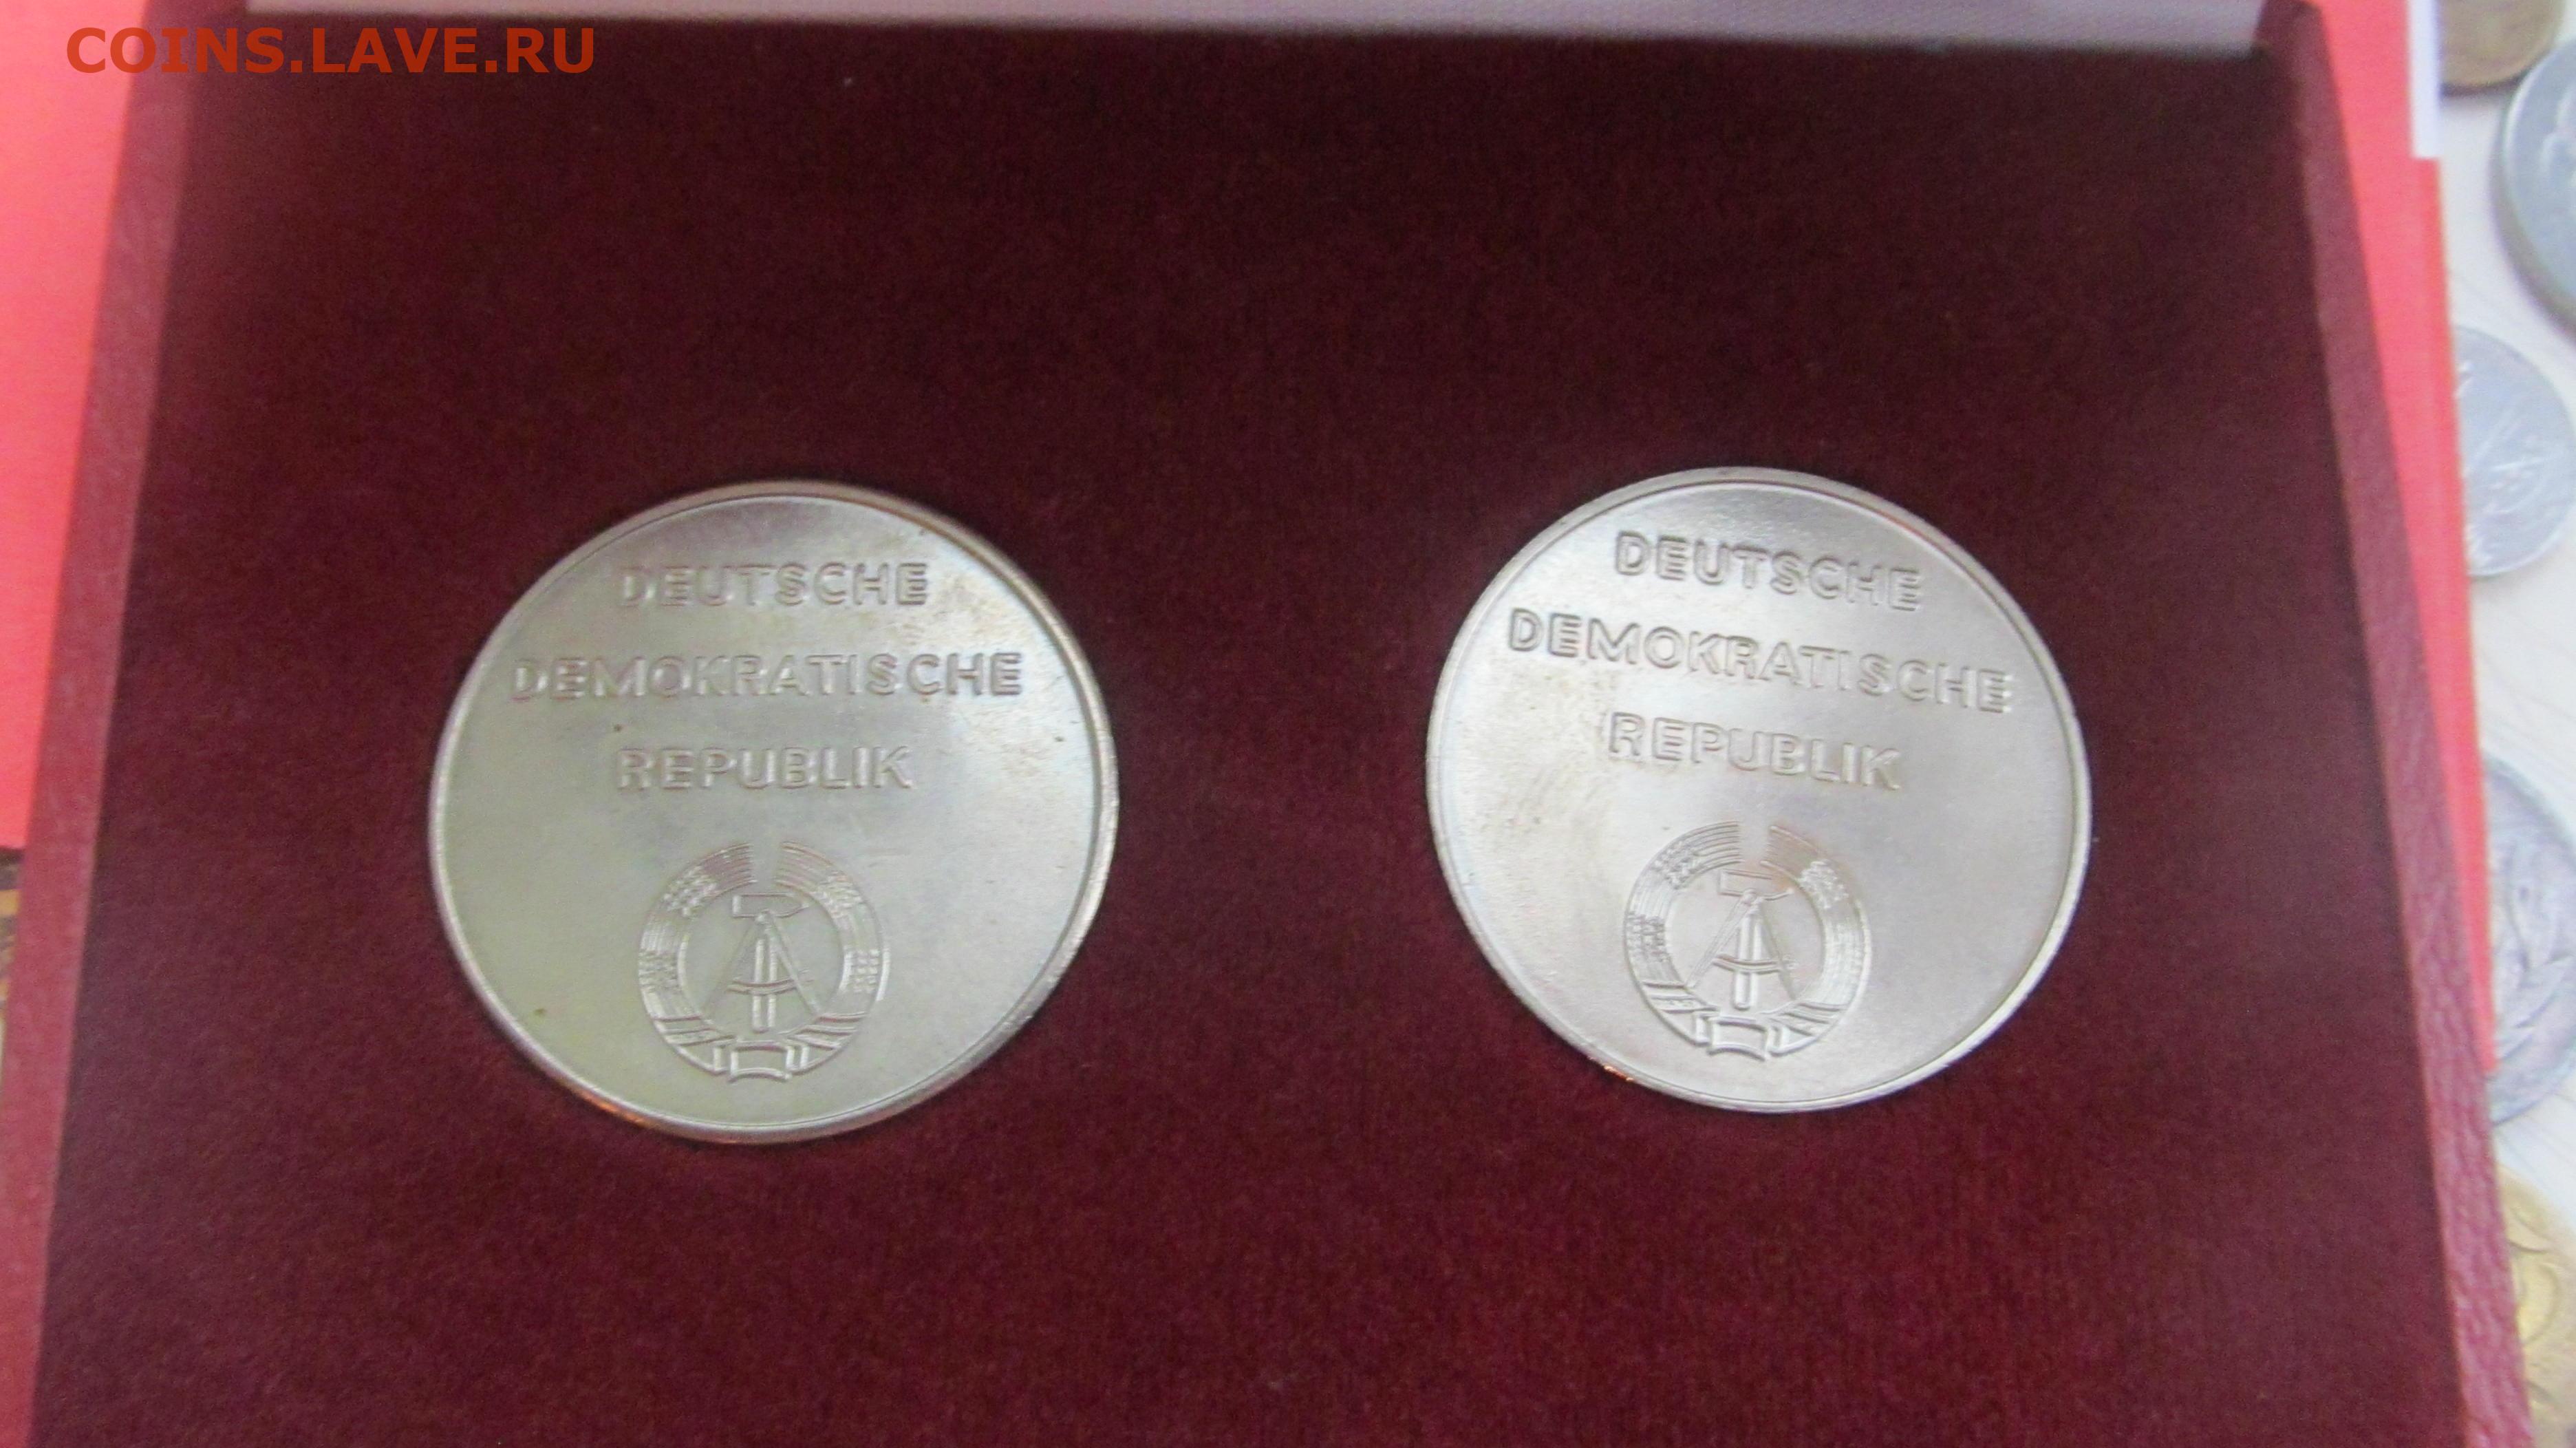 COINS.LAVE.RU
DEUTSCHE
DEMOKRATISCHE
REPUBLIK
DEUTSCHE
DEMOKRATISCHE
REPUBLIK